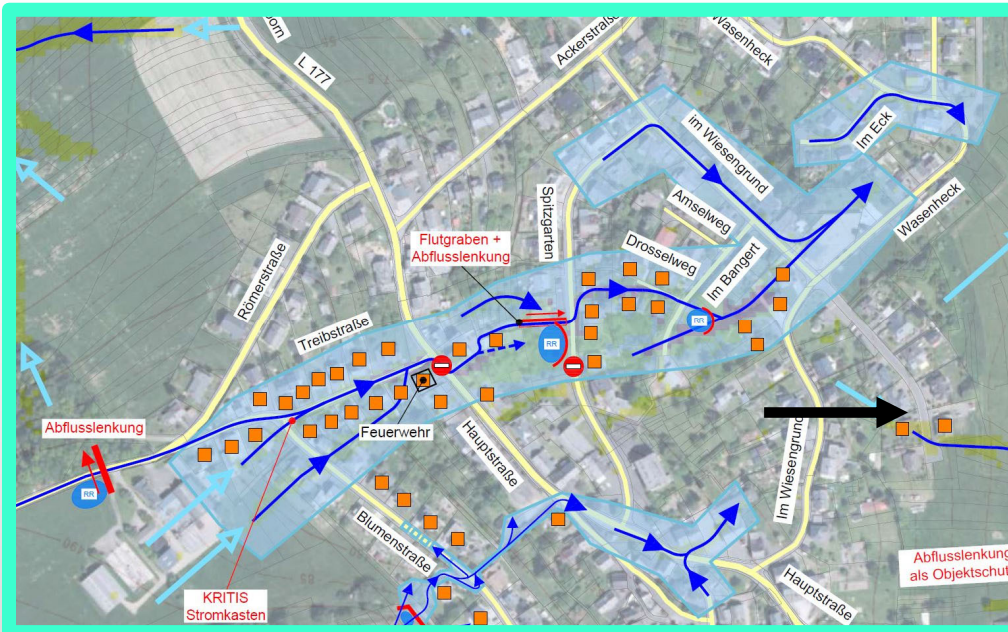 Dorn
L 177
Ackerstraße
Wasenheck
im Wiesengrund
Im Eck
Spitzgarten
Amselweg
Wasenheck
Flutgraben +
Abflusslenkung
Drosselweg
Im Bangert
Römerstraße
Treibstraße
RR
RR
Abflusslenkung
Feuerwehr
Hauptstraße
Im Wiesengrund
RR
Blumenstraße
KRITIS
Stromkasten
Hauptstraße
Abflusslenkung
als Objektschut